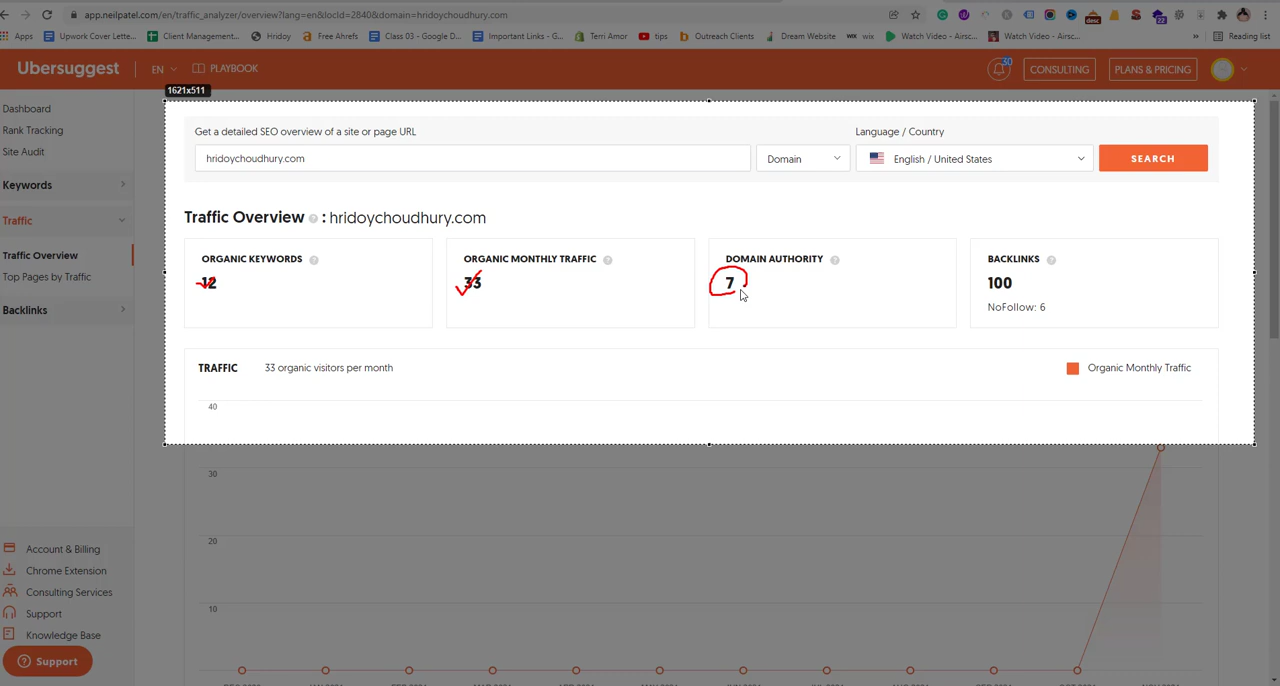 app.neilpatel.com/en/traffic_analyzer/overview?lang=en&locId=2840&domain=hridoychoudhury.com
Apps
Upwork Cover Lette...
Client Management...
Hridoy
Free Ahrefs
Class 03 - Google D...
Important Links - G...
Terri Amor
tips
Outreach Clients
Dream Website
WIX wix
Watch Video - Airsc...
Watch Video - Airsc...
»
Reading list
desc
22
Ubersuggest
EN
PLAYBOOK
30
CONSULTING
PLANS & PRICING
1621x511
Dashboard
Rank Tracking
Site Audit
Keywords
Traffic
Traffic Overview
Top Pages by Traffic
Backlinks
Get a detailed SEO overview of a site or page URL
Language / Country
hridoychoudhury.com
Domain
English / United States
SEARCH
Traffic Overview ? : hridoychoudhury.com
ORGANIC KEYWORDS ?
12
ORGANIC MONTHLY TRAFFIC ?
33
DOMAIN AUTHORITY ?
7
BACKLINKS ?
100
NoFollow: 6
TRAFFIC 33 organic visitors per month
Organic Monthly Traffic
40
30
20
10
Account & Billing
Chrome Extension
Consulting Services
Support
Knowledge Base
? Support